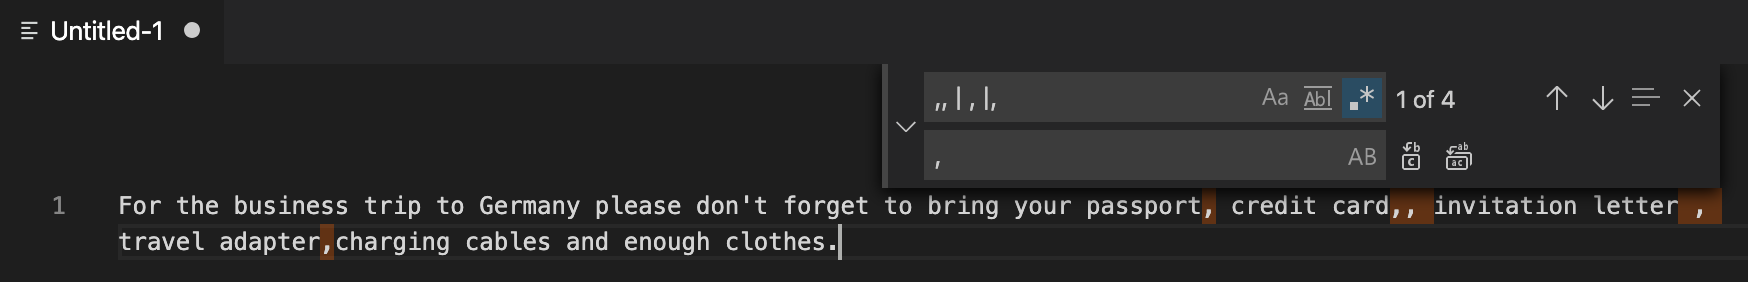 Untitled-1
,, | , |,
Aa Abl .* 1 of 4
,
AB
1 For the business trip to Germany please don't forget to bring your passport, credit card,, invitation letter ,
travel adapter,charging cables and enough clothes.